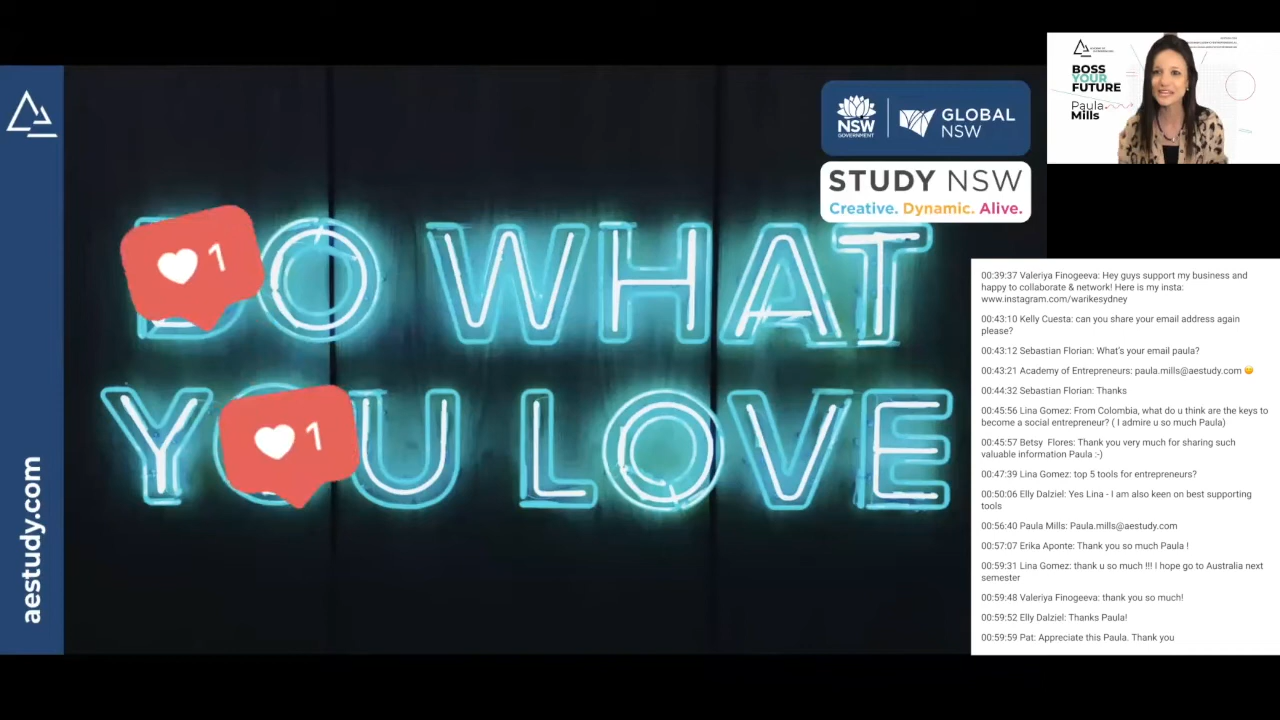 aestudy.com
NSW
GOVERNMENT
GLOBAL
NSW
STUDY NSW
Creative. Dynamic. Alive.
1
DO WHAT
1
YOU LOVE
BOSS
YOUR
FUTURE
Paula
Mills
00:39:37 Valeriya Finogeeva: Hey guys support my business and
happy to collaborate & network! Here is my insta:
www.instagram.com/warikesydney
00:43:10 Kelly Cuesta: can you share your email address again
please?
00:43:12 Sebastian Florian: What's your email paula?
00:43:21 Academy of Entrepreneurs: paula.mills@aestudy.com 😊
00:44:32 Sebastian Florian: Thanks
00:45:56 Lina Gomez: From Colombia, what do u think are the keys to
become a social entrepreneur? ( I admire u so much Paula)
00:45:57 Betsy Flores: Thank you very much for sharing such
valuable information Paula :-)
00:47:39 Lina Gomez: top 5 tools for entrepreneurs?
00:50:06 Elly Dalziel: Yes Lina - I am also keen on best supporting
tools
00:56:40 Paula Mills: Paula.mills@aestudy.com
00:57:07 Erika Aponte: Thank you so much Paula !
00:59:31 Lina Gomez: thank u so much !!! I hope go to Australia next
semester
00:59:48 Valeriya Finogeeva: thank you so much!
00:59:52 Elly Dalziel: Thanks Paula!
00:59:59 Pat: Appreciate this Paula. Thank you